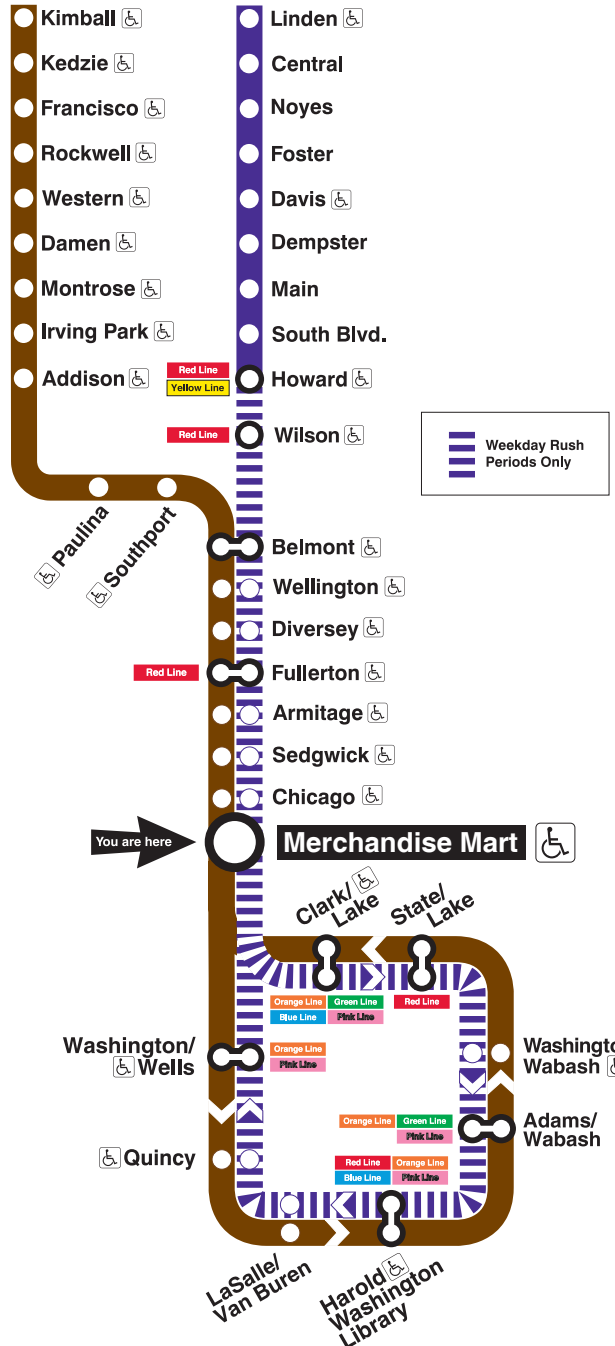 Kimball
Linden
Kedzie
Central
Francisco
Noyes
Rockwell
Foster
Western
Davis
Damen
Dempster
Montrose
Main
Irving Park
South Blvd.
Addison
Red Line
Yellow Line
Howard
Red Line
Wilson
Weekday Rush
Periods Only
Paulina
Southport
Belmont
Wellington
Diversey
Red Line
Fullerton
Armitage
Sedgwick
Chicago
You are here
Merchandise Mart
Clark/
Lake
State/
Lake
Orange Line
Green Line
Red Line
Blue Line
Pink Line
Washington/
Wells
Orange Line
Pink Line
Washingto
Wabash
Orange Line
Green Line
Pink Line
Adams/
Wabash
Quincy
Red Line
Orange Line
Blue Line
Pink Line
LaSalle/
Van Buren
Harold
Washington
Library